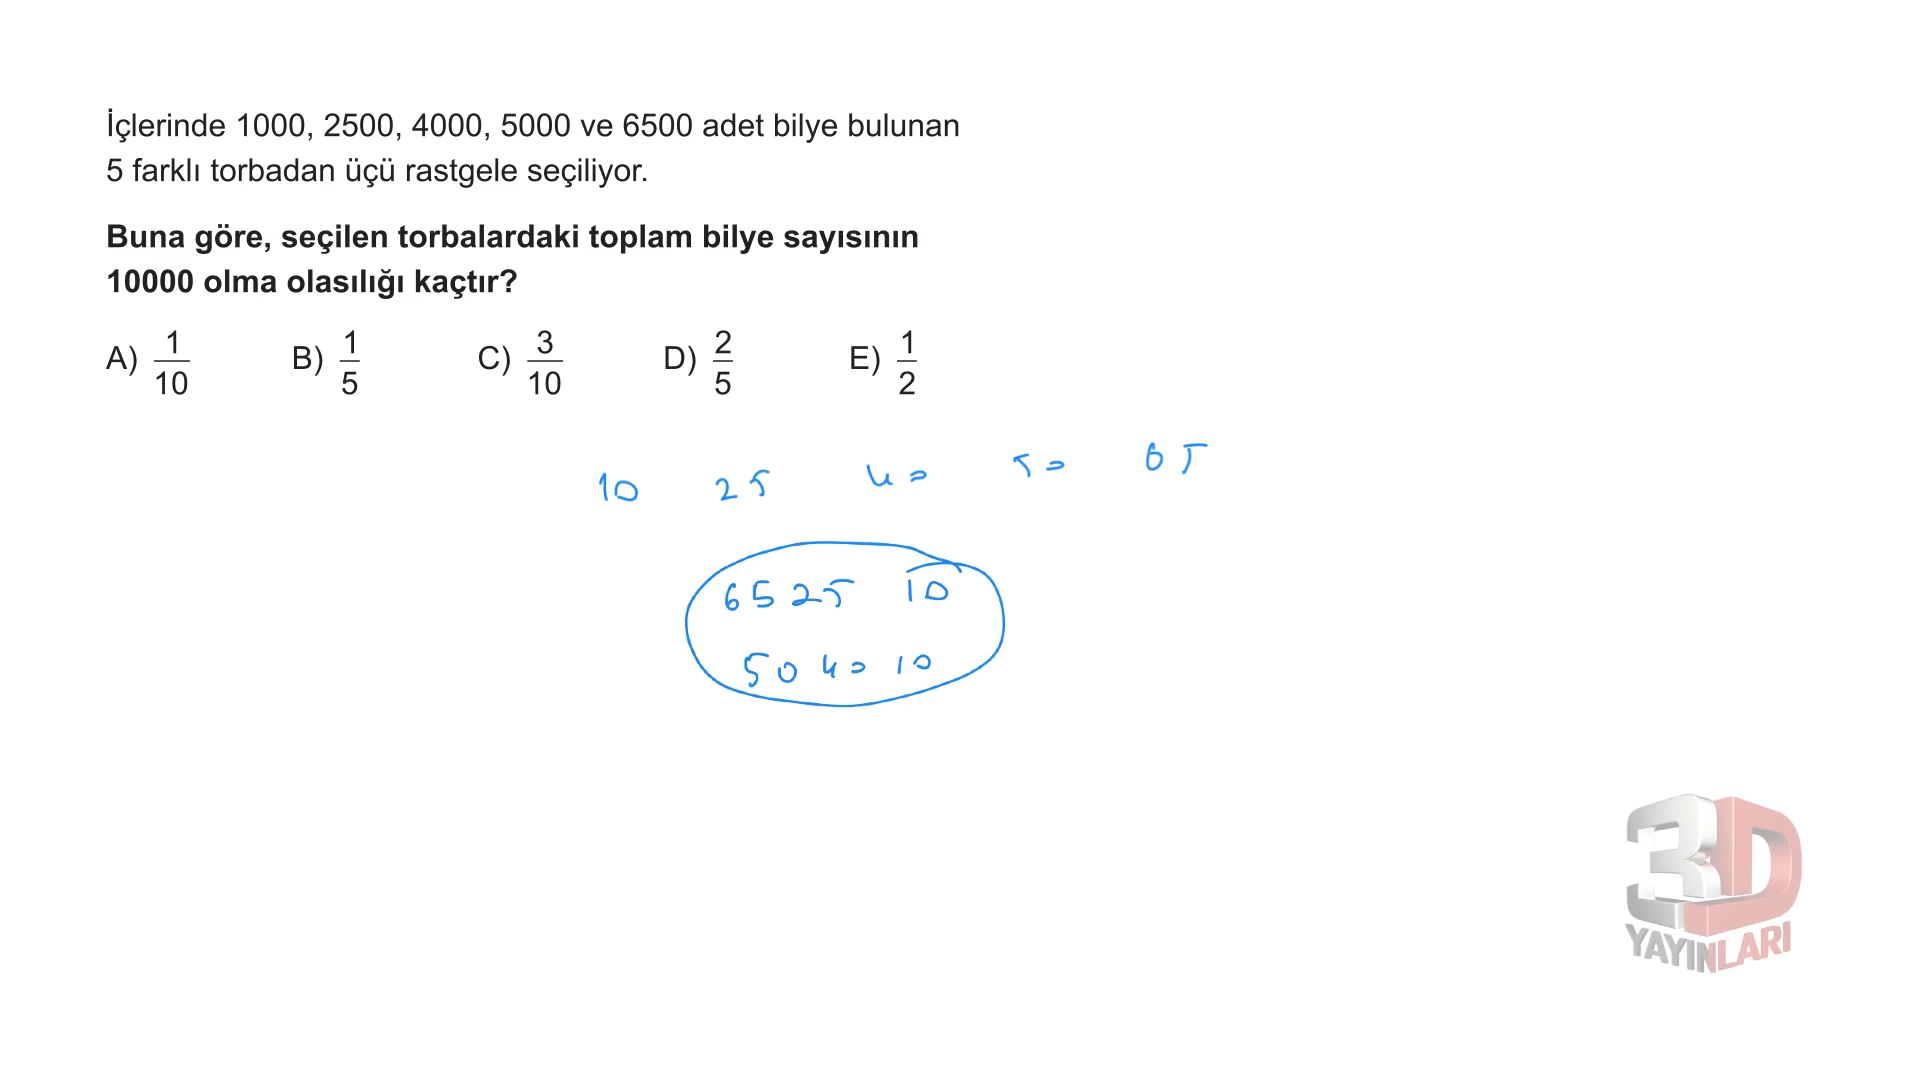 İçlerinde 1000, 2500, 4000, 5000 ve 6500 adet bilye bulunan
5 farklı torbadan üçü rastgele seçiliyor.
Buna göre, seçilen torbalardaki toplam bilye sayısının
10000 olma olasılığı kaçtır?
A) 1/10 B) 1/5 C) 3/10 D) 2/5 E) 1/2
10 25 40 50 65
65 25 10
50 40 10
3D
YAYINLARI